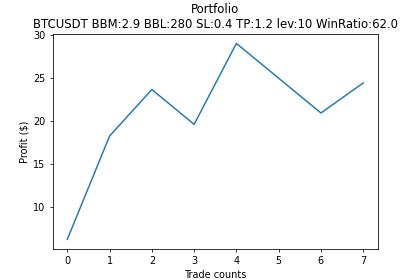 Portfolio
BTCUSDT BBM:2.9 BBL:280 SL:0.4 TP:1.2 lev:10 WinRatio:62.0
30
25
20
15
10
Profit ($)
0 1 2 3 4 5 6 7
Trade counts